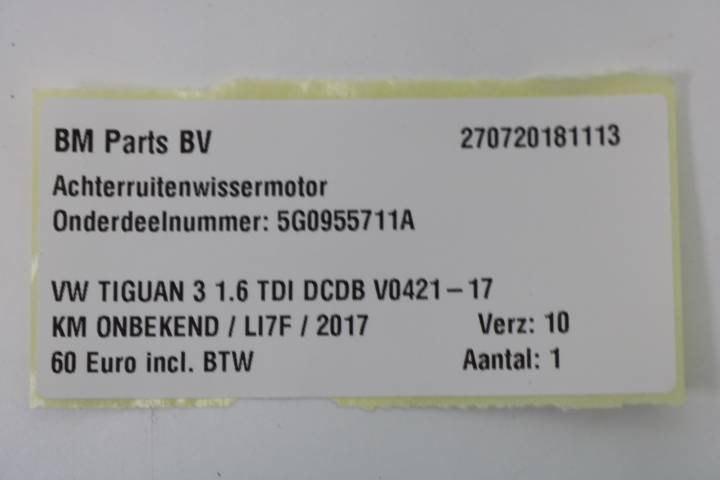 BM Parts BV 270720181113
Achterruitenwissermotor
Onderdeelnummer: 5G0955711A
VW TIGUAN 3 1.6 TDI DCDB V0421-17
KM ONBEKEND / LI7F / 2017 Verz: 10
60 Euro incl. BTW Aantal: 1